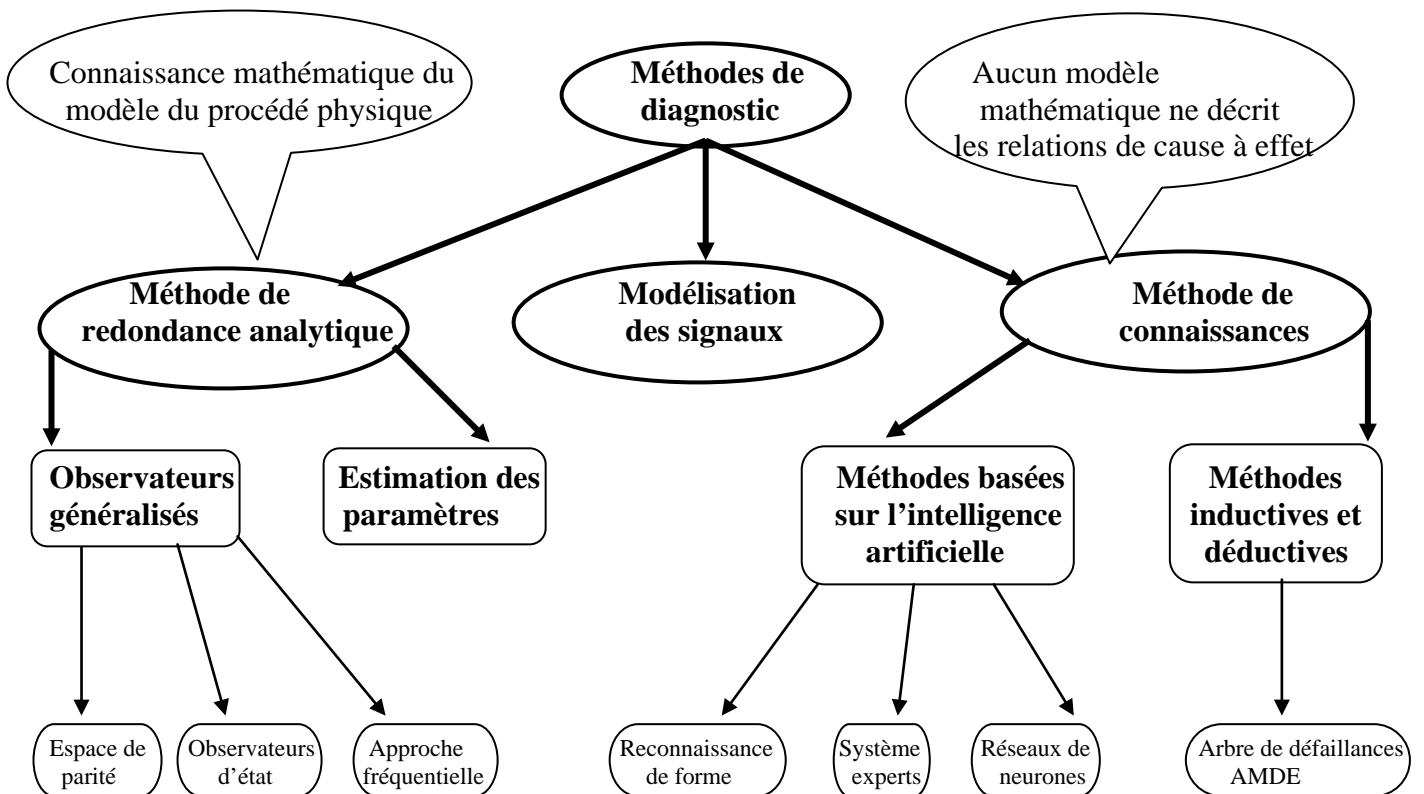 Connaissance mathématique du
modèle du procédé physique
Méthodes de
diagnostic
Aucun modèle
mathématique ne décrit
les relations de cause à effet
Méthode de
redondance analytique
Modélisation
des signaux
Méthode de
connaissances
Observateurs
généralisés
Estimation des
paramètres
Méthodes basées
sur l’intelligence
artificielle
Méthodes
inductives et
déductives
Espace de
parité
Observateurs
d’état
Approche
fréquentielle
Reconnaissance
de forme
Système
experts
Réseaux de
neurones
Arbre de défaillances
AMDE